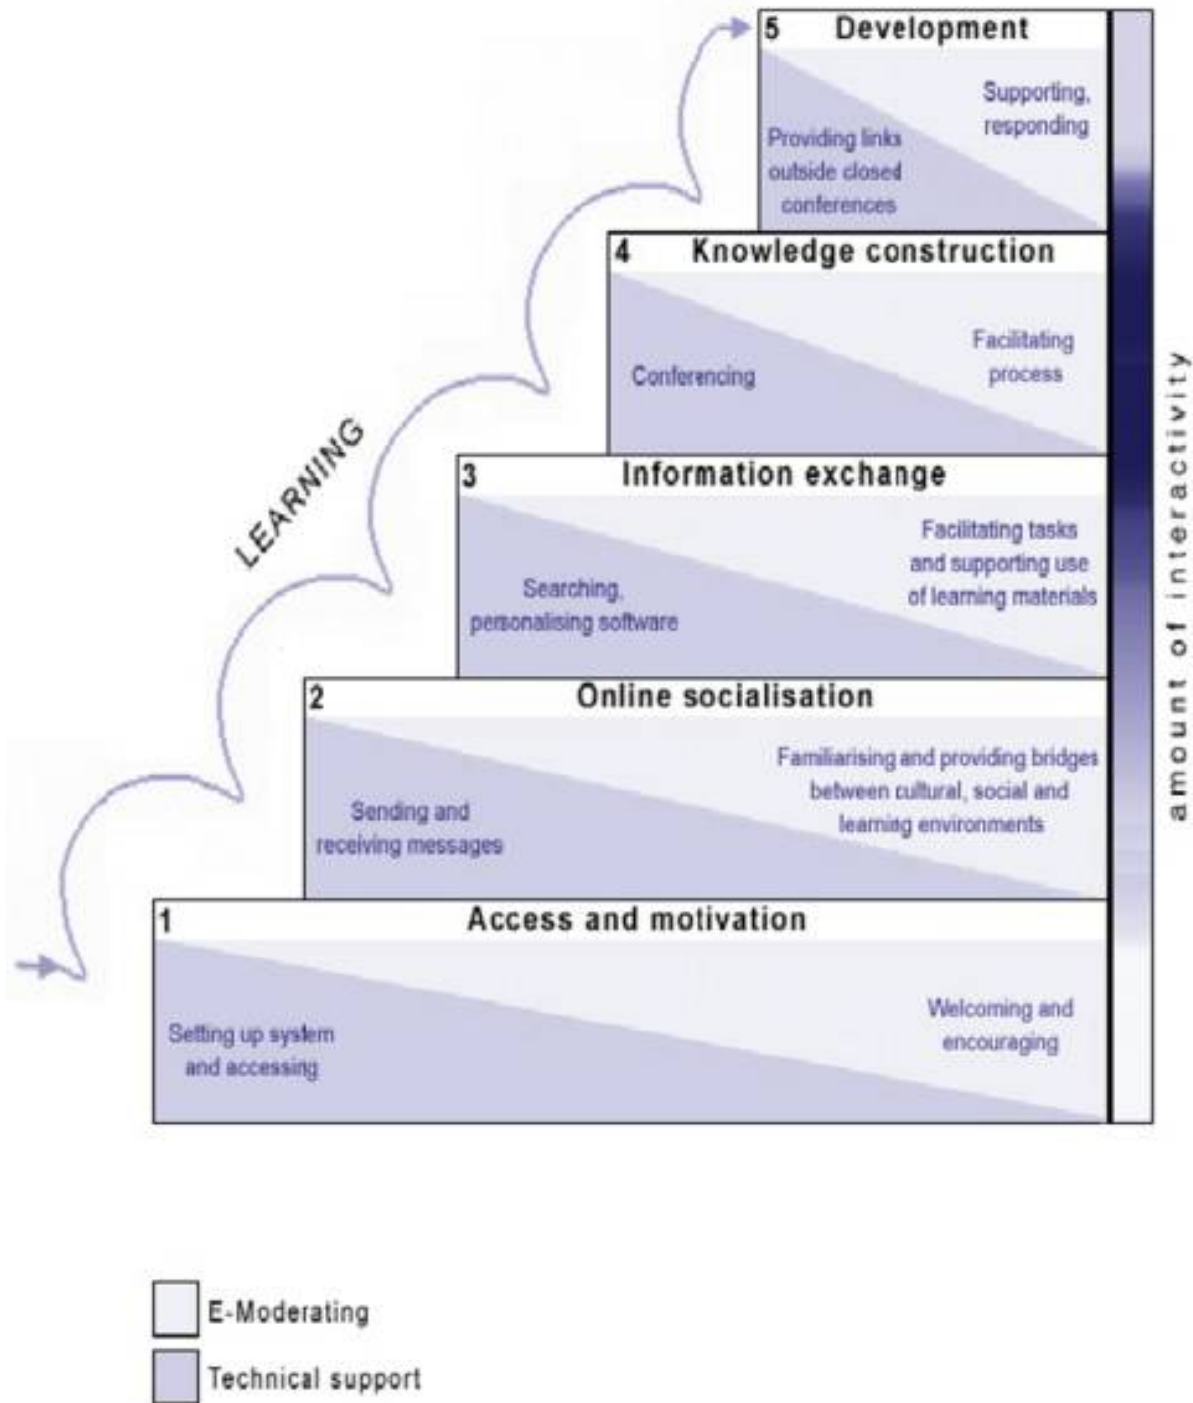 5 Development
Supporting,
responding
Providing links
outside closed
conferences
4 Knowledge construction
Facilitating
process
Conferencing
LEARNING
3 Information exchange
Facilitating tasks
and supporting use
of learning materials
Searching,
personalising software
2 Online socialisation
Familiarising and providing bridges
between cultural, social and
learning environments
Sending and
receiving messages
1 Access and motivation
Welcoming and
encouraging
Setting up system
and accessing
amount of interactivity
E-Moderating
Technical support